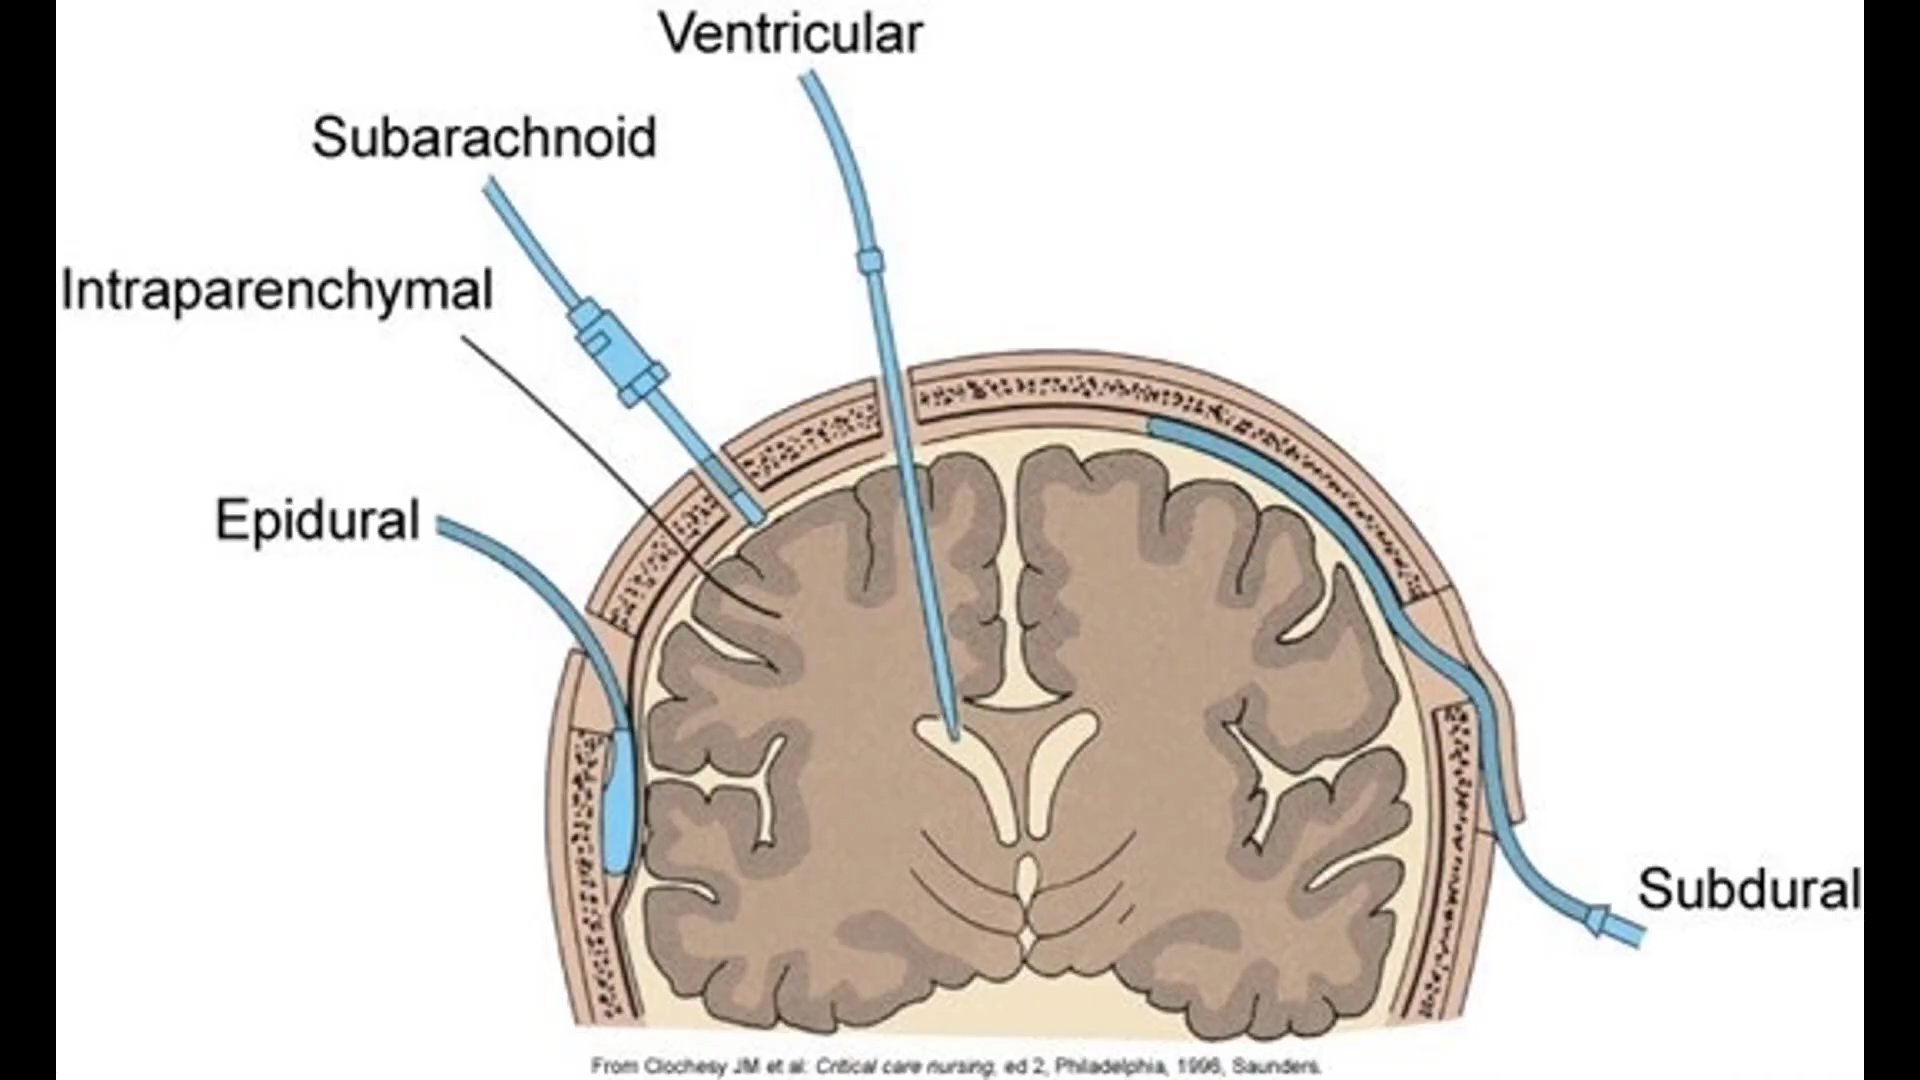 Ventricular
Subarachnoid
Intraparenchymal
Epidural
Subdural
From Clochesy JM et al: Critical care nursing, ed 2, Philadelphia, 1996, Saunders.